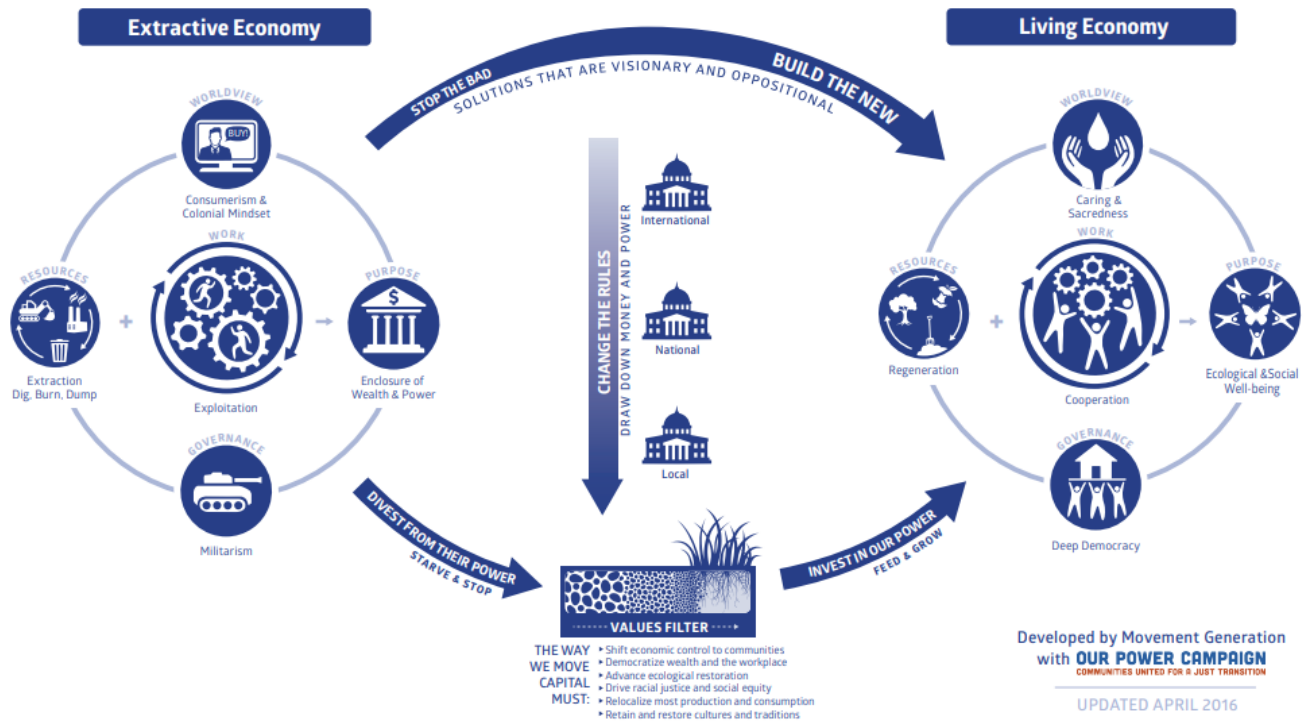 Extractive Economy
WORLDVIEW
BUY!
Consumerism &
Colonial Mindset
WORK
RESOURCES
PURPOSE
$
+
Extraction
Dig, Burn, Dump
Exploitation
Enclosure of
Wealth & Power
GOVERNANCE
Militarism
STOP THE BAD
BUILD THE NEW
SOLUTIONS THAT ARE VISIONARY AND OPPOSITIONAL
CHANGE THE RULES
DRAW DOWN MONEY AND POWER
International
National
Local
DIVEST FROM THEIR POWER
STARVE & STOP
VALUES FILTER
THE WAY
WE MOVE
CAPITAL
MUST:
Shift economic control to communities
Democratize wealth and the workplace
Advance ecological restoration
Drive racial justice and social equity
Relocalize most production and consumption
Retain and restore cultures and traditions
INVEST IN OUR POWER
FEED & GROW
Living Economy
WORLDVIEW
Caring &
Sacredness
WORK
RESOURCES
PURPOSE
+
Regeneration
Cooperation
Ecological &Social
Well-being
GOVERNANCE
Deep Democracy
Developed by Movement Generation
with OUR POWER CAMPAIGN
COMMUNITIES UNITED FOR A JUST TRANSITION
UPDATED APRIL 2016